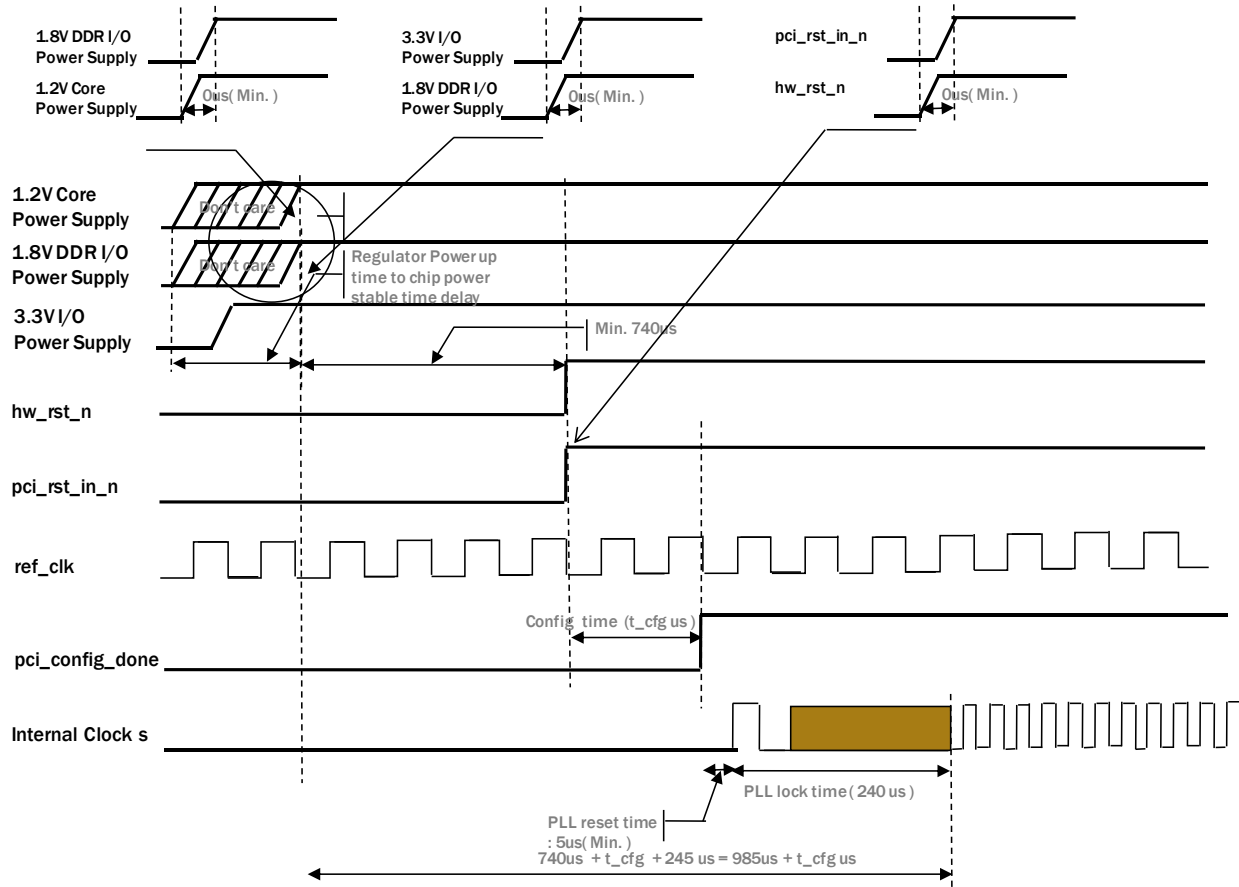 1.8V DDR I/O
Power Supply
1.2V Core
Power Supply
0us( Min. )
3.3V I/O
Power Supply
1.8V DDR I/O
Power Supply
0us( Min. )
pci_rst_in_n
hw_rst_n
0us( Min. )
1.2V Core
Power Supply
Don't care
1.8V DDR I/O
Power Supply
Don't care
Regulator Power up
time to chip power
stable time delay
3.3V I/O
Power Supply
Min. 740us
hw_rst_n
pci_rst_in_n
ref_clk
Config time (t_cfg us )
pci_config_done
Internal Clock s
PLL lock time ( 240 us )
PLL reset time
: 5us( Min. )
740us + t_cfg + 245 us = 985us + t_cfg us